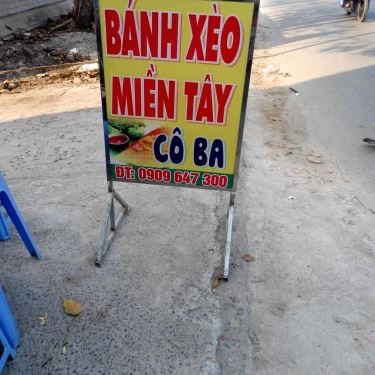 BÁNH XÈO
MIỀN TÂY
CÔ BA
ĐT: 0909 647 300